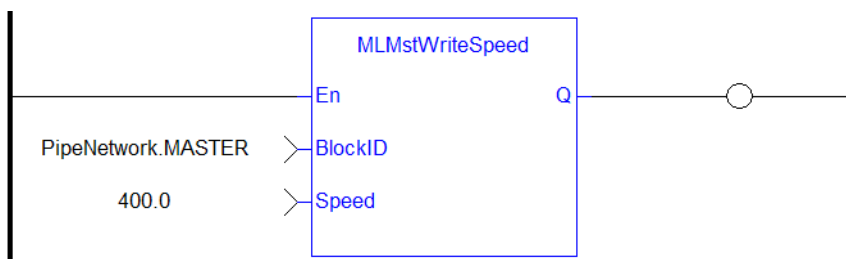 MLMstWriteSpeed
En Q
PipeNetwork.MASTER BlockID
400.0 Speed